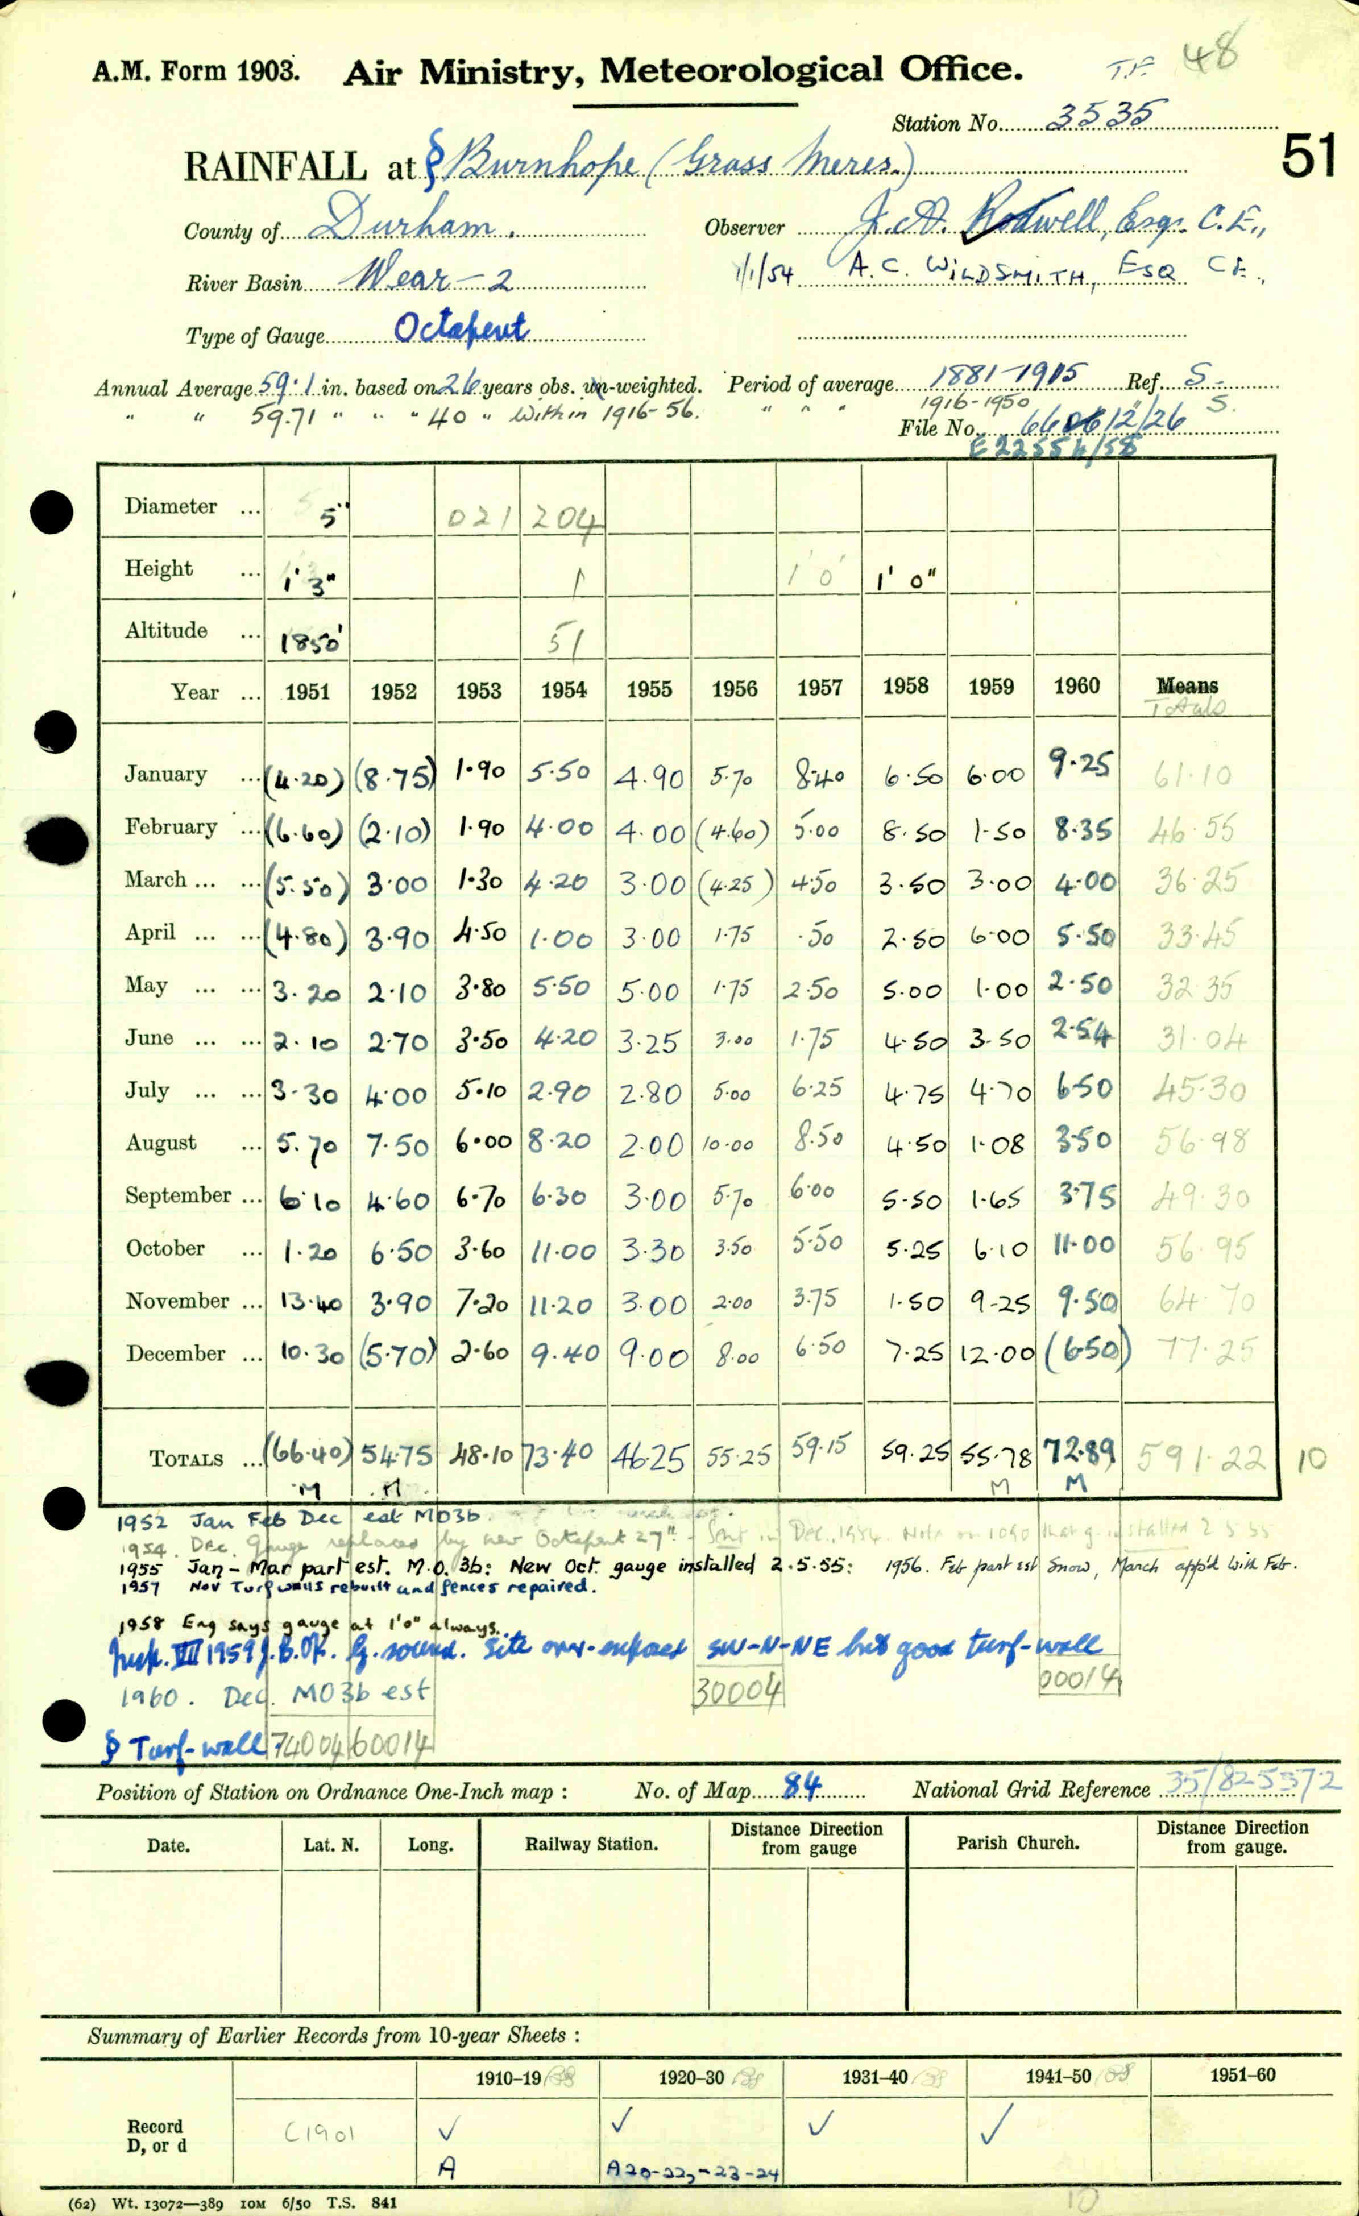 A.M. Form 1903. Air Ministry, Meteorological Office. T.P. 48
Station No. 3535
51
RAINFALL at § Burnhope (Grass Meres.)
County of Durham. Observer J. A. Rodwell, Esq. C.E.,
River Basin Wear - 2 1/1/54 A. C. WILDSMITH, ESQ C.E.,
Type of Gauge Octapent
Annual Average 59.1 in. based on 26 years obs. un-weighted. Period of average 1881-1915 Ref. S.
" " 59.71 " " " 40 " Within 1916-56. " " " 1916-1950 S.
File No. 12/26
E22554/58
Diameter ... 5" 021 204
Height ... 1' 3" 1 1' 0" 1' 0"
Altitude ... 1850' 51
Year ... 1951 1952 1953 1954 1955 1956 1957 1958 1959 1960 Means
Totals
January ... (4.20) (8.75) 1.90 5.50 4.90 5.70 8.40 6.50 6.00 9.25 61.10
February ... (6.60) (2.10) 1.90 4.00 4.00 (4.60) 5.00 8.50 1.50 8.35 46.55
March ... ... (5.50) 3.00 1.30 4.20 3.00 (4.25) 4.50 3.50 3.00 4.00 36.25
April ... ... (4.80) 3.90 4.50 1.00 3.00 1.75 .50 2.50 6.00 5.50 33.45
May ... ... 3.20 2.10 3.80 5.50 5.00 1.75 2.50 5.00 1.00 2.50 32.35
June ... ... 2.10 2.70 3.50 4.20 3.25 3.00 1.75 4.50 3.50 2.54 31.04
July ... ... 3.30 4.00 5.10 2.90 2.80 5.00 6.25 4.75 4.70 6.50 45.30
August ... 5.70 7.50 6.00 8.20 2.00 10.00 8.50 4.50 1.08 3.50 56.98
September ... 6.10 4.60 6.70 6.30 3.00 5.70 6.00 5.50 1.65 3.75 49.30
October ... 1.20 6.50 3.60 11.00 3.30 3.50 5.50 5.25 6.10 11.00 56.95
November ... 13.40 3.90 7.20 11.20 3.00 2.00 3.75 1.50 9.25 9.50 64.70
December ... 10.30 (5.70) 2.60 9.40 9.00 8.00 6.50 7.25 12.00 (6.50) 77.25
TOTALS ... (66.40) 54.75 48.10 73.40 46.25 55.25 59.15 59.25 55.78 72.89 591.22 10
M M M M
1952 Jan Feb Dec est MO3b
1954. Dec. Gauge replaced by new Octapent 27" - Sent in Dec. 1954. Note on 1090 that g. installed 2 5 55
1955 Jan - Mar part est. M.O. 3b: New Oct. gauge installed 2.5.55: 1956. Feb part est Snow, March app'd with Feb.
1957 Nov Turf walls rebuilt and fences repaired.
1958 Eng says gauge at 1'0" always.
Insp. VII 1959 J.B. OK. G. sound. Site over-exposed SW-N-NE but good turf-wall
1960. Dec. MO3b est 30004 00014
§ Turf-wall 74004 60014
Position of Station on Ordnance One-Inch map : No. of Map 84 National Grid Reference 35/825372
Date. Lat. N. Long. Railway Station. Distance Direction from gauge Parish Church. Distance Direction from gauge.
Summary of Earlier Records from 10-year Sheets :
1910–19 1920–30 1931–40 1941–50 1951–60
Record D, or d C1901 ✓ ✓ ✓ ✓
A A20-22,-23-24
(62) Wt. 13072—389 10M 6/50 T.S. 841 10